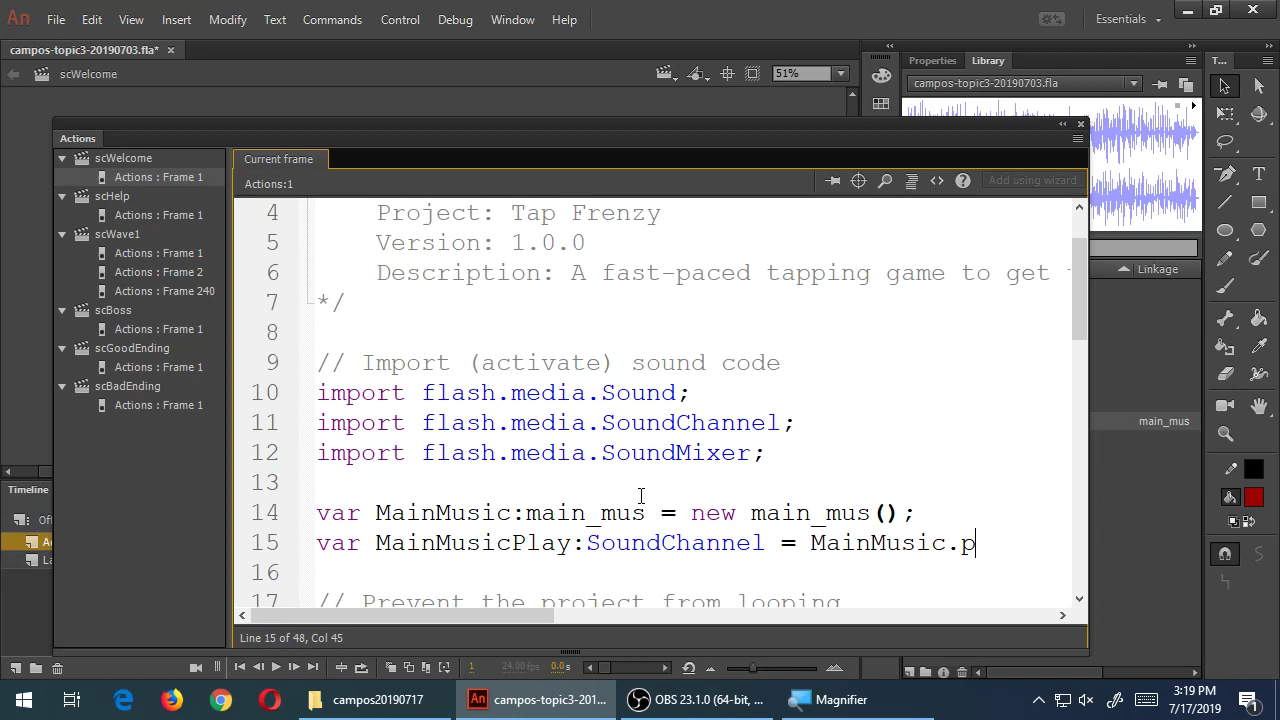 An File Edit View Insert Modify Text Commands Control Debug Window Help Essentials
campos-topic3-20190703.fla* ×
scWelcome 51%
Properties Library T...
campos-topic3-20190703.fla
Actions
scWelcome
Actions : Frame 1
scHelp
Actions : Frame 1
scWave1
Actions : Frame 1
Actions : Frame 2
Actions : Frame 240
scBoss
Actions : Frame 1
scGoodEnding
Actions : Frame 1
scBadEnding
Actions : Frame 1
Current frame
Actions:1 Add using wizard
4 Project: Tap Frenzy
5 Version: 1.0.0
6 Description: A fast-paced tapping game to get
7 */
8
9 // Import (activate) sound code
10 import flash.media.Sound;
11 import flash.media.SoundChannel;
12 import flash.media.SoundMixer;
13
14 var MainMusic:main_mus = new main_mus();
15 var MainMusicPlay:SoundChannel = MainMusic.p
16
17 // Prevent the project from looping
Line 15 of 48, Col 45
Linkage
main_mus
Timeline
1 24.00fps 0.0s
campos20190717
campos-topic3-201...
OBS 23.1.0 (64-bit, ...
Magnifier
3:19 PM
7/17/2019
1